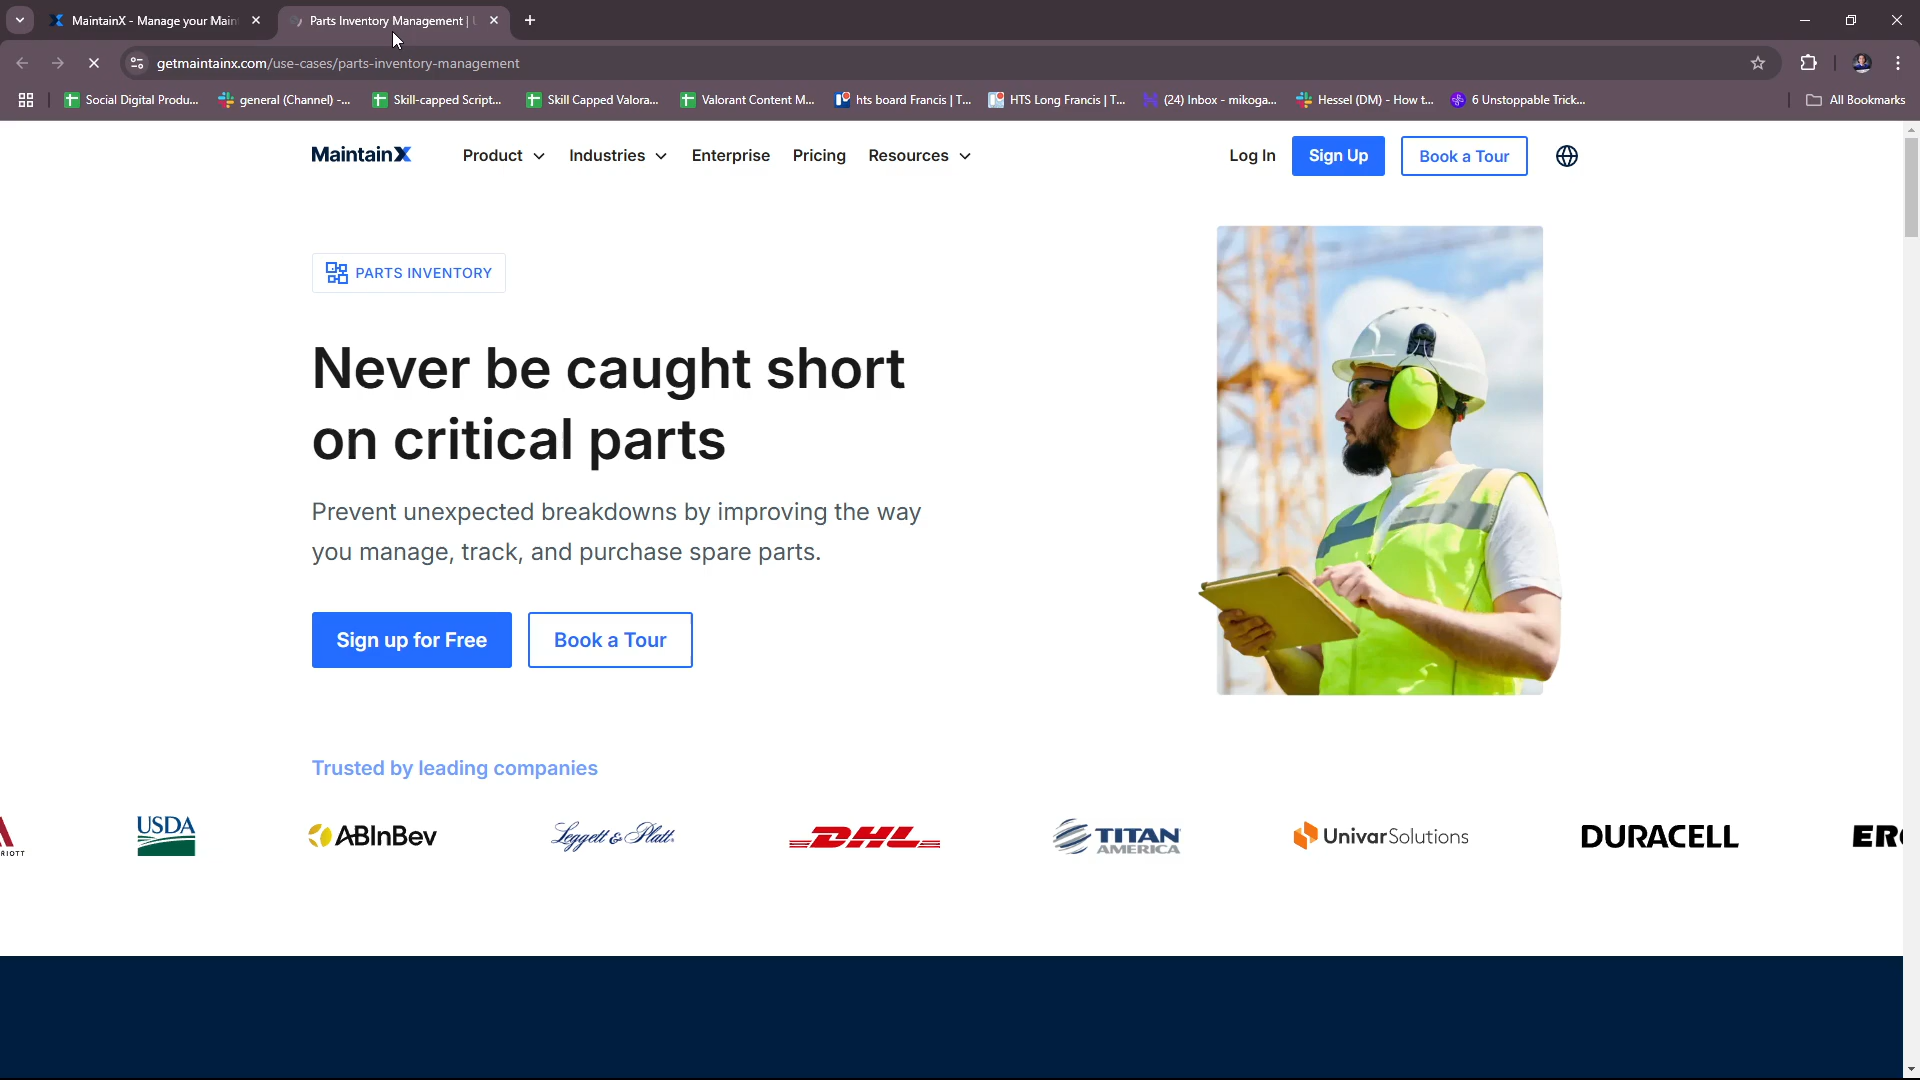 MaintainX - Manage your Main
Parts Inventory Management |
getmaintainx.com/use-cases/parts-inventory-management
Social Digital Produ...
general (Channel) -...
Skill-capped Script...
Skill Capped Valora...
Valorant Content M...
hts board Francis | T...
HTS Long Francis | T...
(24) Inbox - mikoga...
Hessel (DM) - How t...
6 Unstoppable Trick...
All Bookmarks
MaintainX
Product
Industries
Enterprise
Pricing
Resources
Log In
Sign Up
Book a Tour
PARTS INVENTORY
Never be caught short
on critical parts
Prevent unexpected breakdowns by improving the way
you manage, track, and purchase spare parts.
Sign up for Free
Book a Tour
Trusted by leading companies
RIOTT
USDA
ABInBev
Leggett & Platt
DHL
TITAN
AMERICA
UnivarSolutions
DURACELL